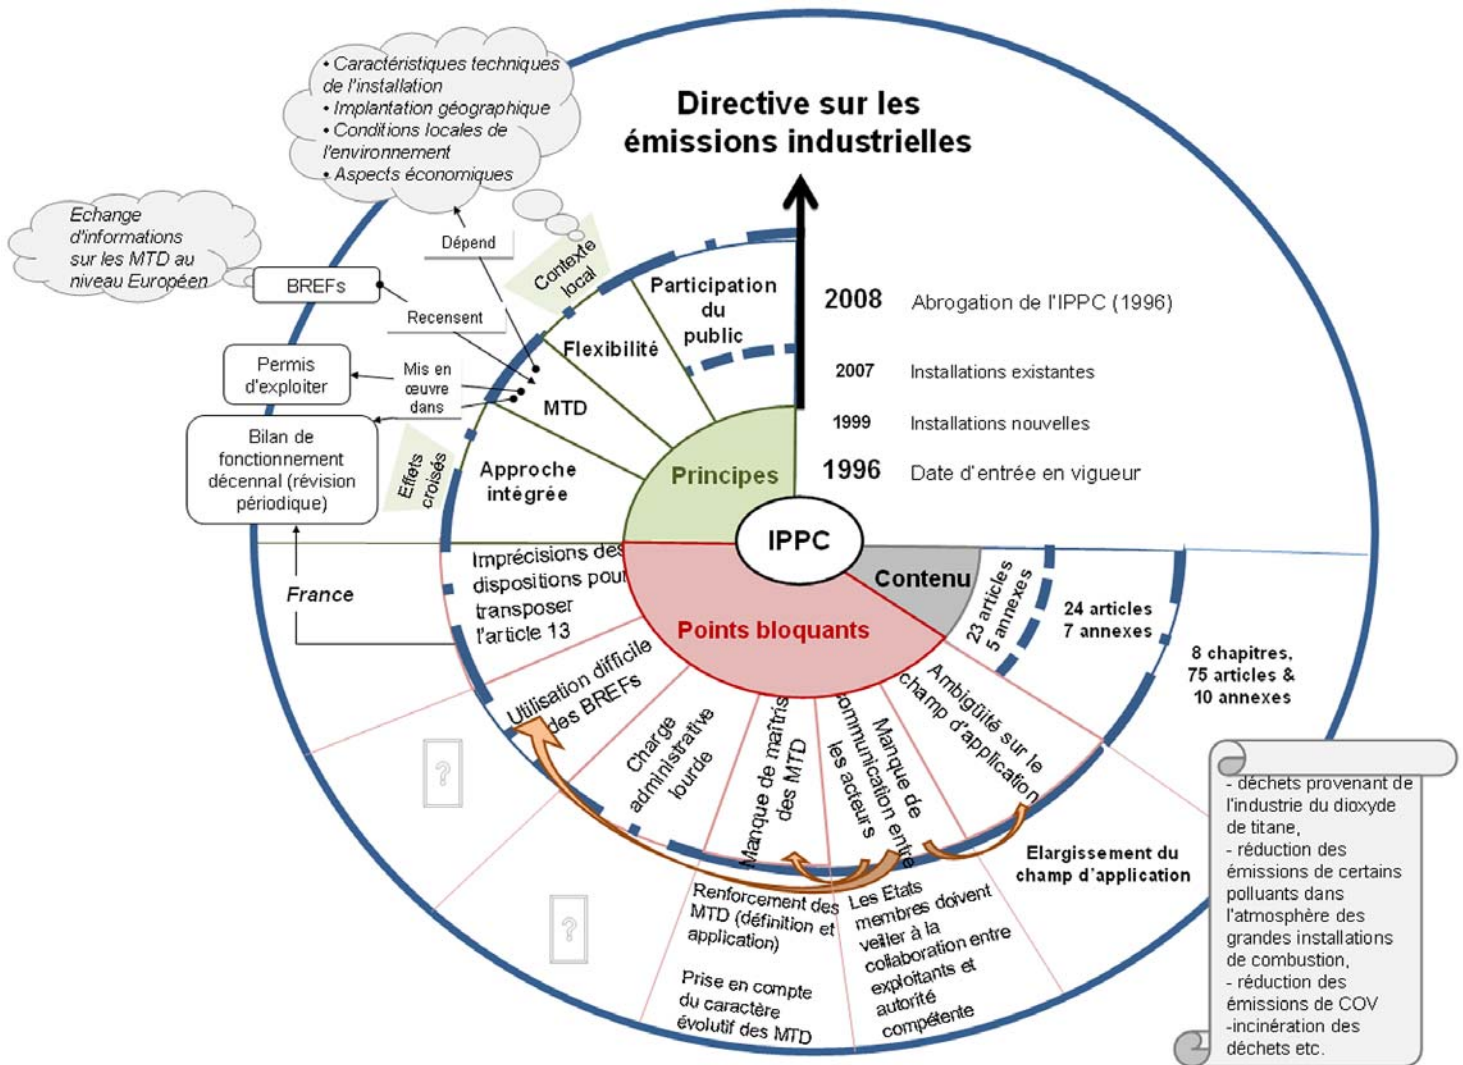 • Caractéristiques techniques
de l'installation
• Implantation géographique
• Conditions locales de
l'environnement
• Aspects économiques
Directive sur les
émissions industrielles
Echange
d'informations
sur les MTD au
niveau Européen
Dépend
Contexte
local
BREFs
Recensent
Participation
du
public
Flexibilité
Permis
d'exploiter
Mis en
œuvre
dans
MTD
Bilan de
fonctionnement
décennal (révision
périodique)
Effets
croisés
Approche
intégrée
Principes
2008 Abrogation de l'IPPC (1996)
2007 Installations existantes
1999 Installations nouvelles
1996 Date d'entrée en vigueur
IPPC
Contenu
23 articles
5 annexes
24 articles
7 annexes
8 chapitres,
75 articles &
10 annexes
France
Points bloquants
Imprécisions des
dispositions pour
transposer
l'article 13
Utilisation difficile
des BREFs
Charge
administrative
lourde
Manque de maîtris
des MTD
Manque de
communication entre
les acteurs
Ambigüité sur le
champ d'application
?
?
Renforcement des
MTD (définition et
application)
Prise en compte
du caractère
évolutif des MTD
Les Etats
membres doivent
veiller à la
collaboration entre
exploitants et
autorité
compétente
Elargissement du
champ d'application
- déchets provenant de
l'industrie du dioxyde
de titane,
- réduction des
émissions de certains
polluants dans
l'atmosphère des
grandes installations
de combustion,
- réduction des
émissions de COV
-incinération des
déchets etc.